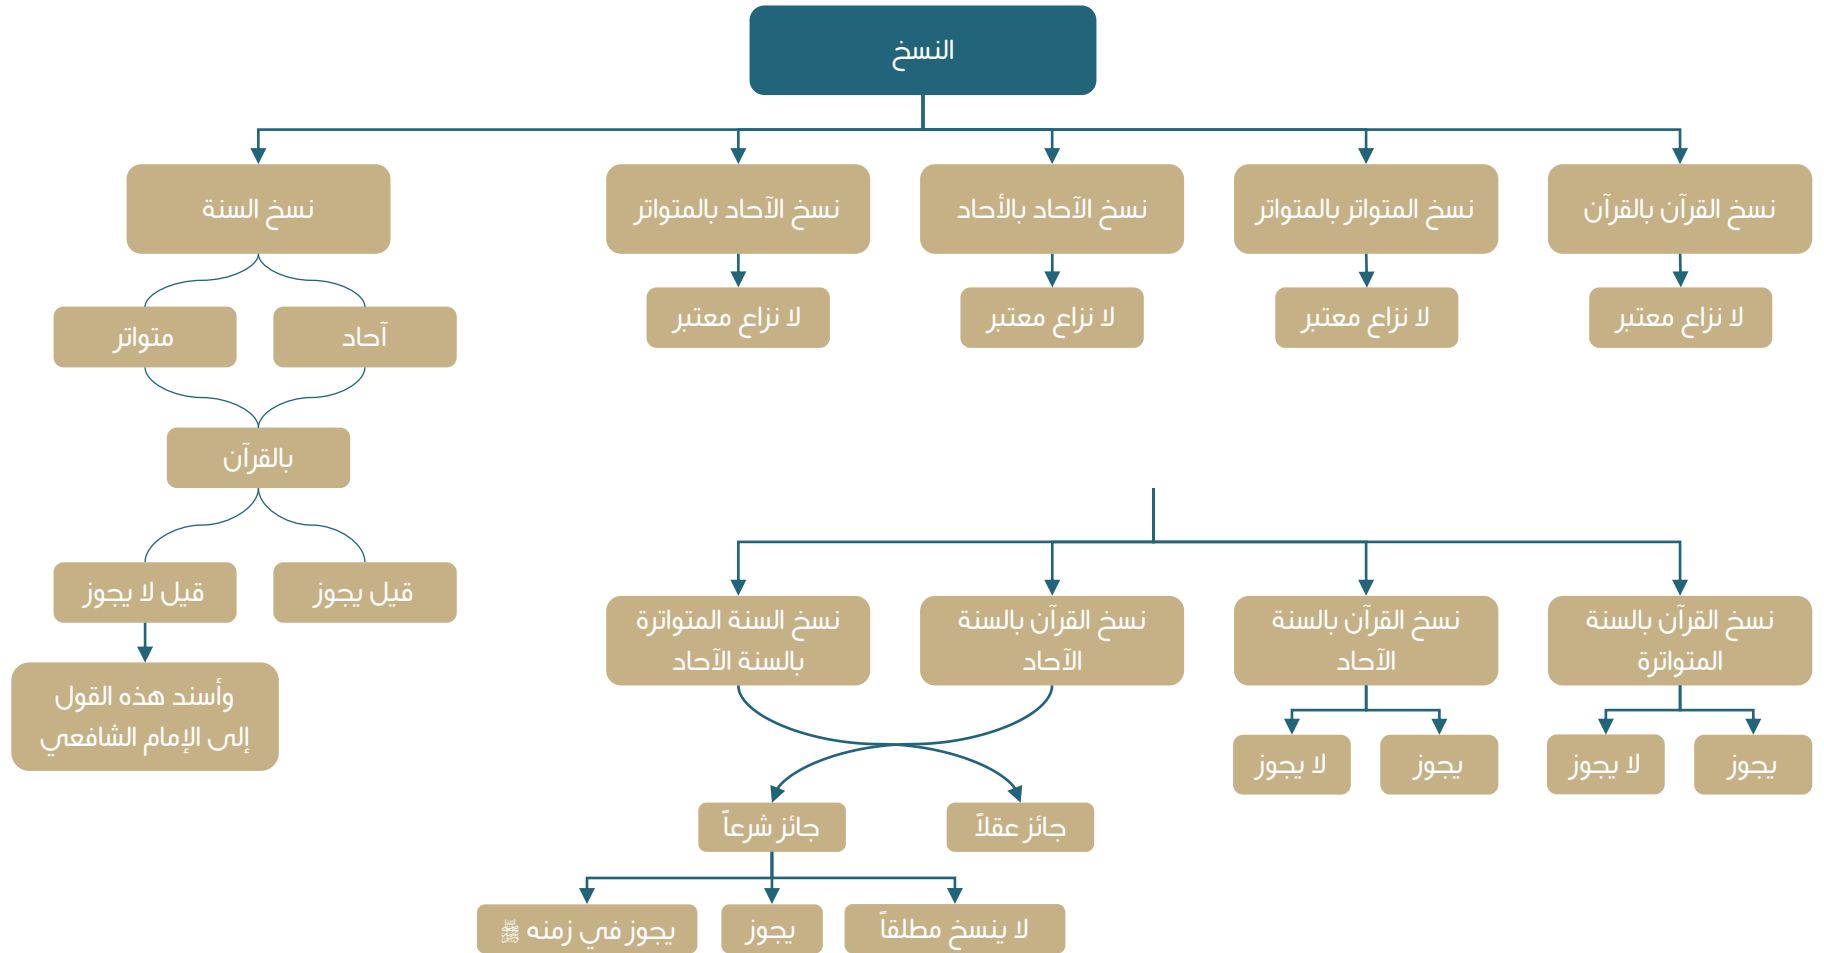 النسخ
نسخ القرآن بالقرآن
نسخ المتواتر بالمتواتر
نسخ الآحاد بالأحاد
نسخ الآحاد بالمتواتر
نسخ السنة
لا نزاع معتبر
لا نزاع معتبر
لا نزاع معتبر
لا نزاع معتبر
آحاد
متواتر
بالقرآن
قيل يجوز
قيل لا يجوز
وأسند هذه القول
إلى الإمام الشافعي
نسخ القرآن بالسنة
المتواترة
نسخ القرآن بالسنة
الآحاد
نسخ القرآن بالسنة
الآحاد
نسخ السنة المتواترة
بالسنة الآحاد
يجوز
لا يجوز
يجوز
لا يجوز
جائز عقلاً
جائز شرعاً
لا ينسخ مطلقاً
يجوز
يجوز في زمنه ﷺ